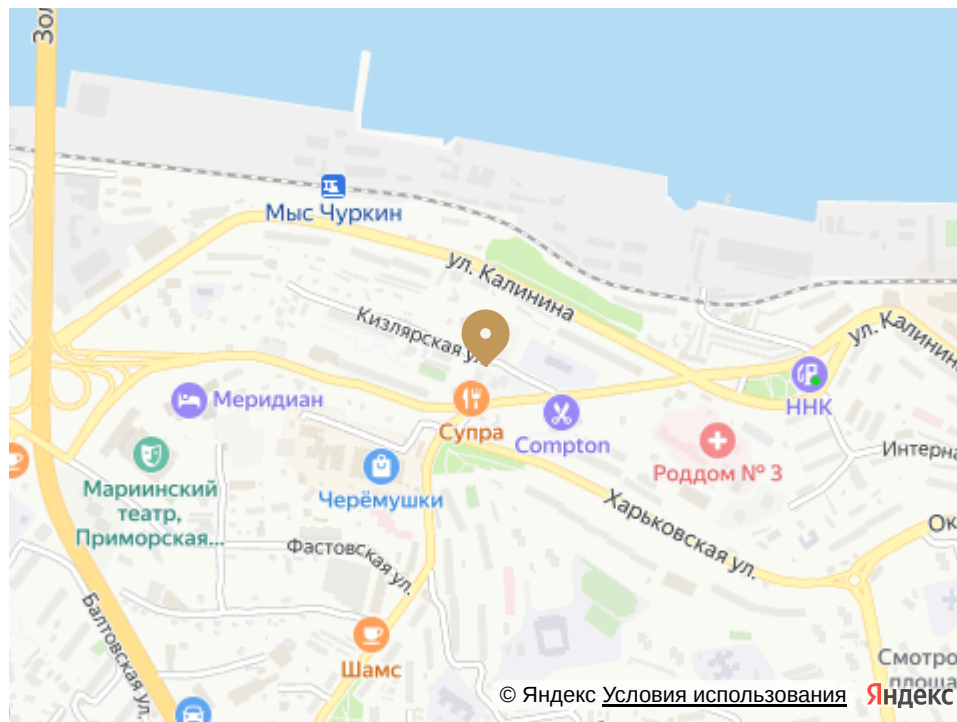 Зол
Мыс Чуркин
ул. Калинина
Кизлярская ул.
ул. Калинина
Меридиан
Супра
Compton
ННК
Роддом № 3
Интерна
Мариинский
театр,
Приморская...
Черёмушки
Харьковская ул.
Ок
Фастовская ул.
Балтовская ул.
Шамс
Смотро
площа
© Яндекс Условия использования Яндекс